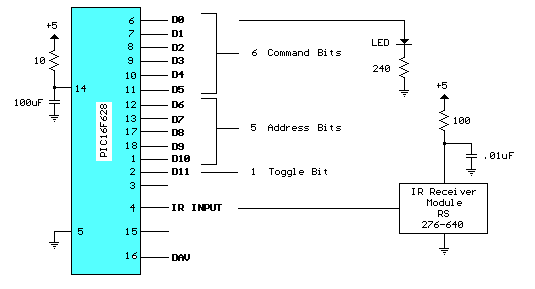 +5
10
14
100uF
PIC16F628
5
6 D0
7 D1
8 D2
9 D3
10 D4
11 D5
12 D6
13 D7
17 D8
18 D9
1 D10
2 D11
3
4 IR INPUT
15
16 DAV
6 Command Bits
5 Address Bits
1 Toggle Bit
LED
240
+5
100
.01uF
IR Receiver
Module
RS
276-640